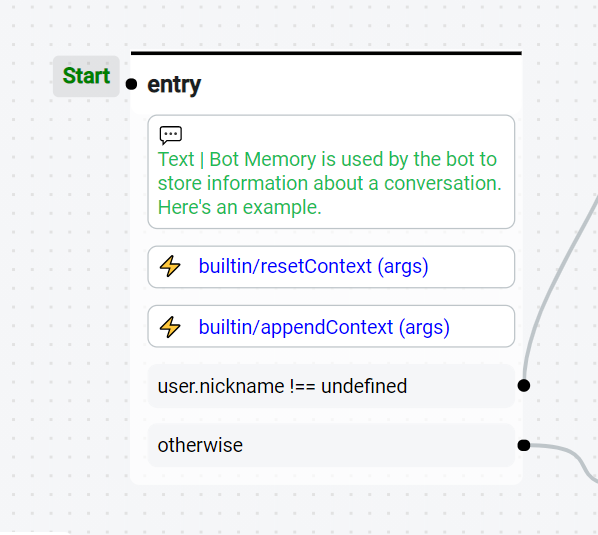 Start
entry
Text | Bot Memory is used by the bot to
store information about a conversation.
Here's an example.
builtin/resetContext (args)
builtin/appendContext (args)
user.nickname !== undefined
otherwise